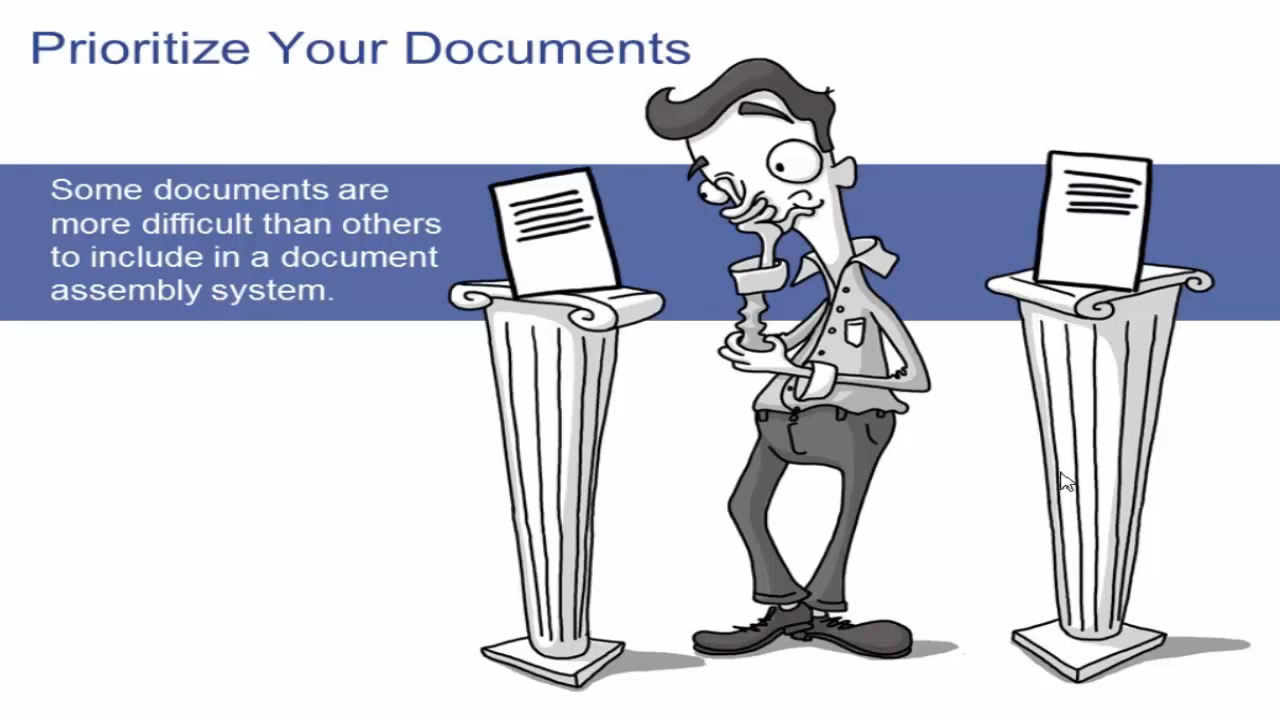 Prioritize Your Documents
Some documents are
more difficult than others
to include in a document
assembly system.